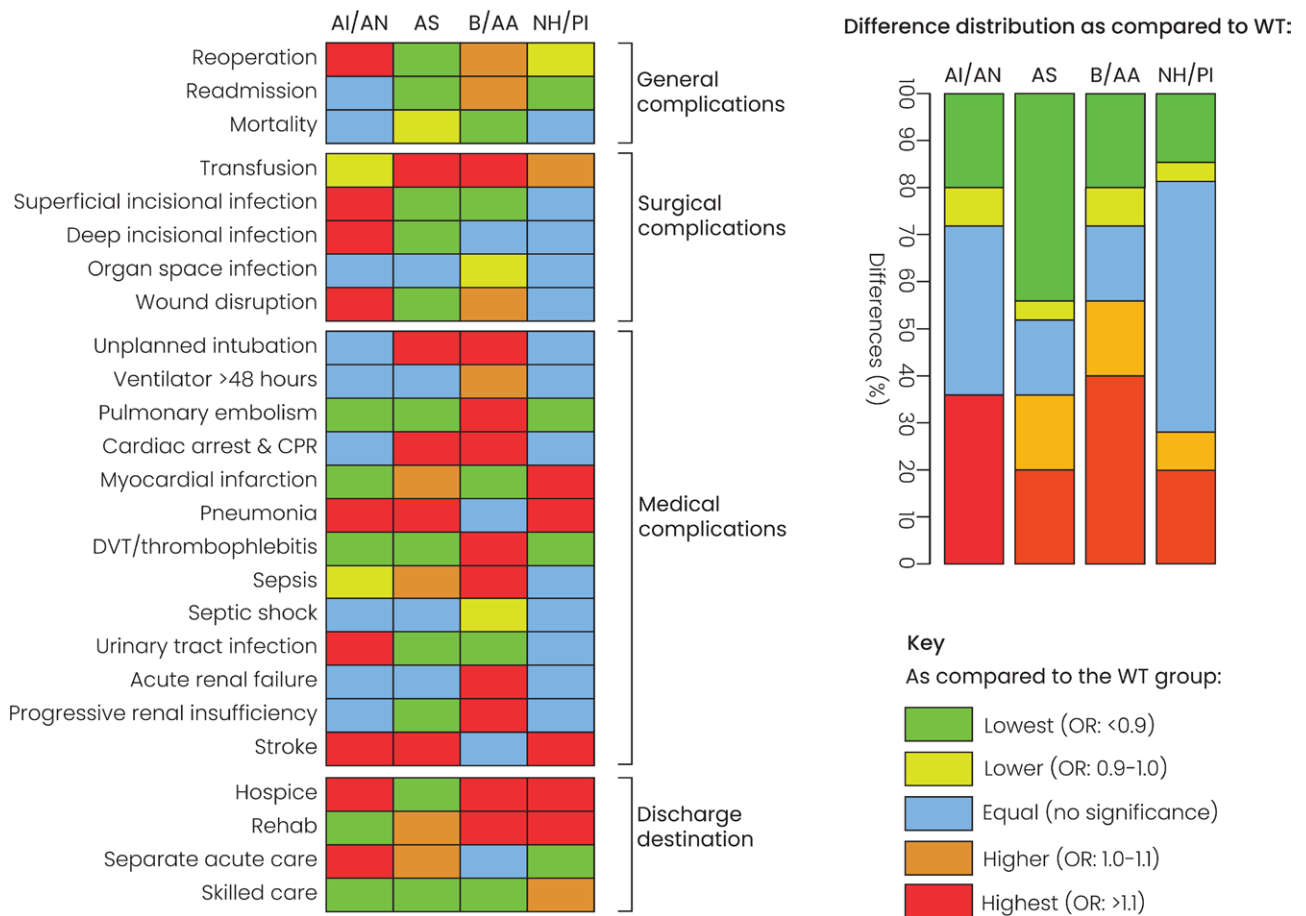 AI/AN AS B/AA NH/PI
Reoperation
Readmission
Mortality
General
complications
Transfusion
Superficial incisional infection
Deep incisional infection
Organ space infection
Wound disruption
Surgical
complications
Unplanned intubation
Ventilator >48 hours
Pulmonary embolism
Cardiac arrest & CPR
Myocardial infarction
Pneumonia
DVT/thrombophlebitis
Sepsis
Septic shock
Urinary tract infection
Acute renal failure
Progressive renal insufficiency
Stroke
Medical
complications
Hospice
Rehab
Separate acute care
Skilled care
Discharge
destination
Difference distribution as compared to WT:
AI/AN AS B/AA NH/PI
100
90
80
70
60
50
40
30
20
10
0
Differences (%)
Key
As compared to the WT group:
Lowest (OR: <0.9)
Lower (OR: 0.9-1.0)
Equal (no significance)
Higher (OR: 1.0-1.1)
Highest (OR: >1.1)